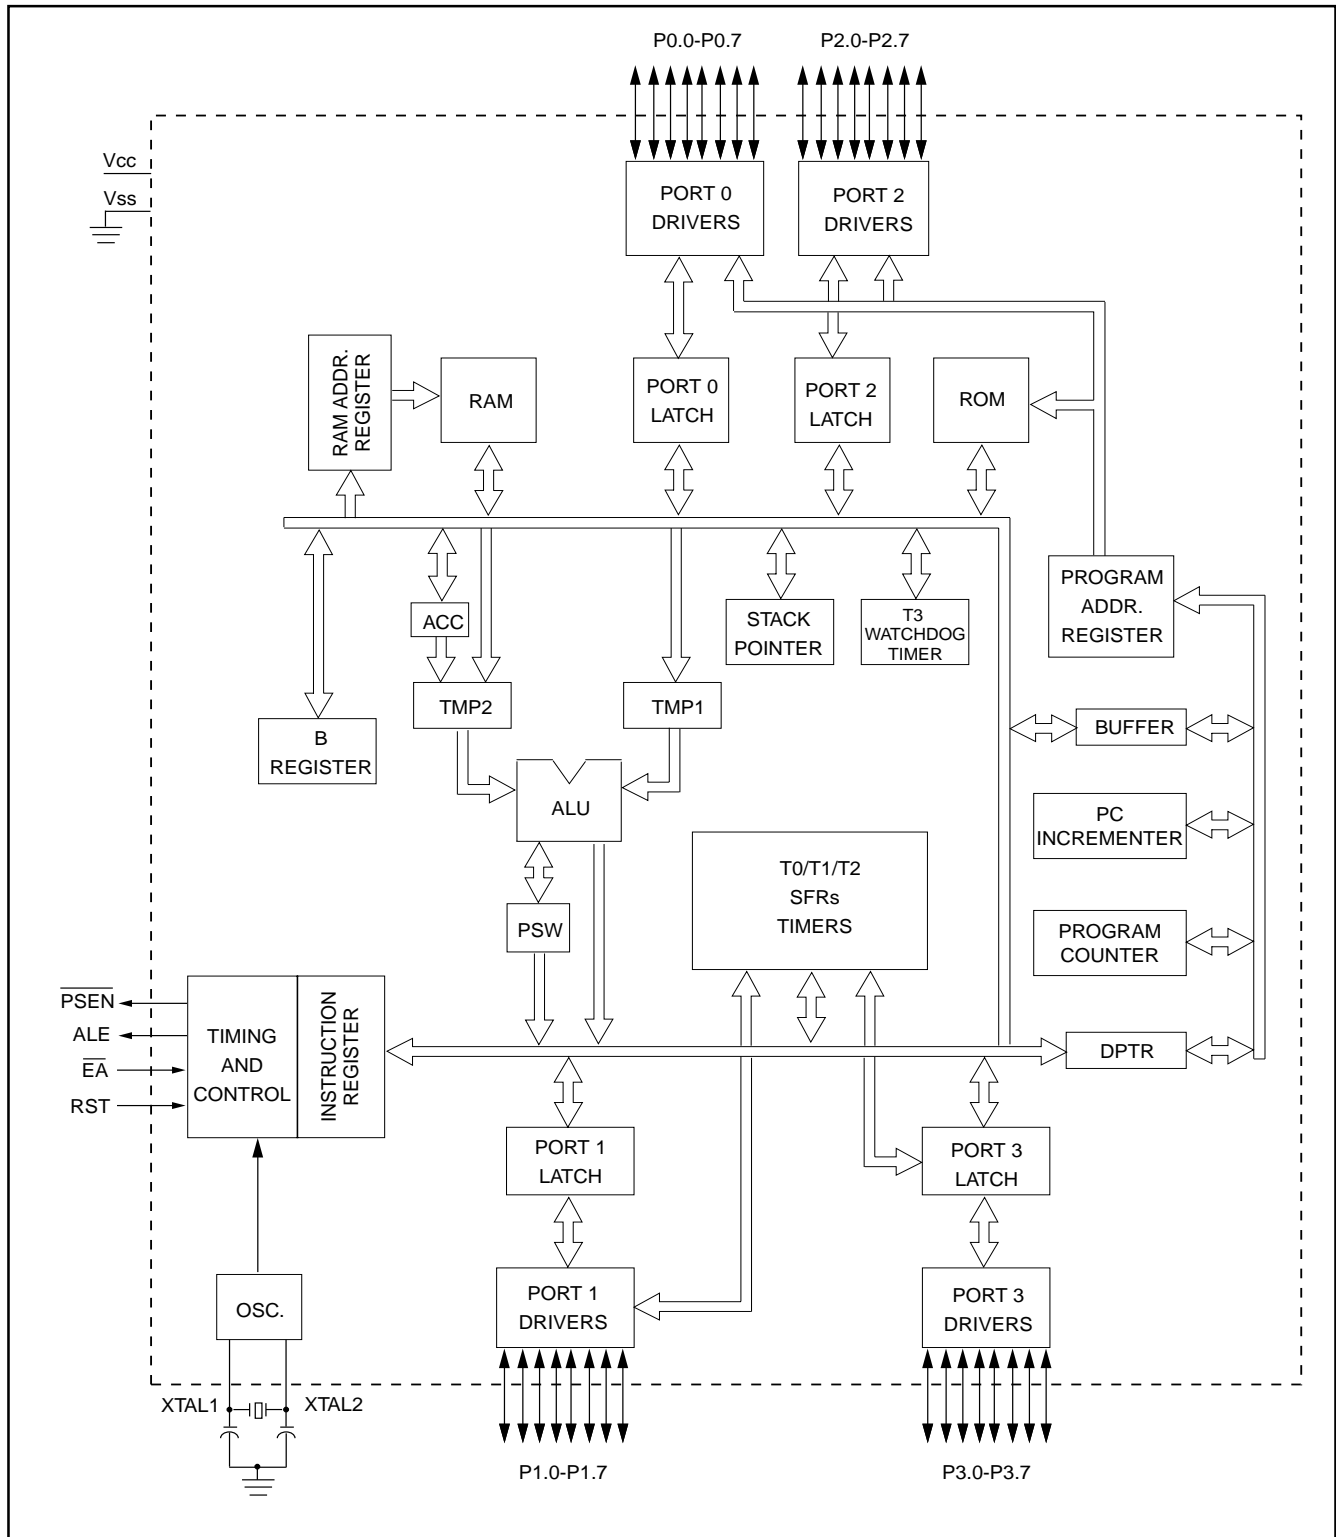 P0.0-P0.7
P2.0-P2.7
Vcc
Vss
PORT 0
DRIVERS
PORT 2
DRIVERS
RAM ADDR.
REGISTER
RAM
PORT 0
LATCH
PORT 2
LATCH
ROM
PROGRAM
ADDR.
REGISTER
ACC
STACK
POINTER
T3
WATCHDOG
TIMER
TMP2
TMP1
B
REGISTER
BUFFER
ALU
PC
INCREMENTER
T0/T1/T2
SFRs
TIMERS
PSW
PROGRAM
COUNTER
PSEN
ALE
EA
RST
TIMING
AND
CONTROL
INSTRUCTION
REGISTER
DPTR
PORT 1
LATCH
PORT 3
LATCH
OSC.
PORT 1
DRIVERS
PORT 3
DRIVERS
XTAL1
XTAL2
P1.0-P1.7
P3.0-P3.7